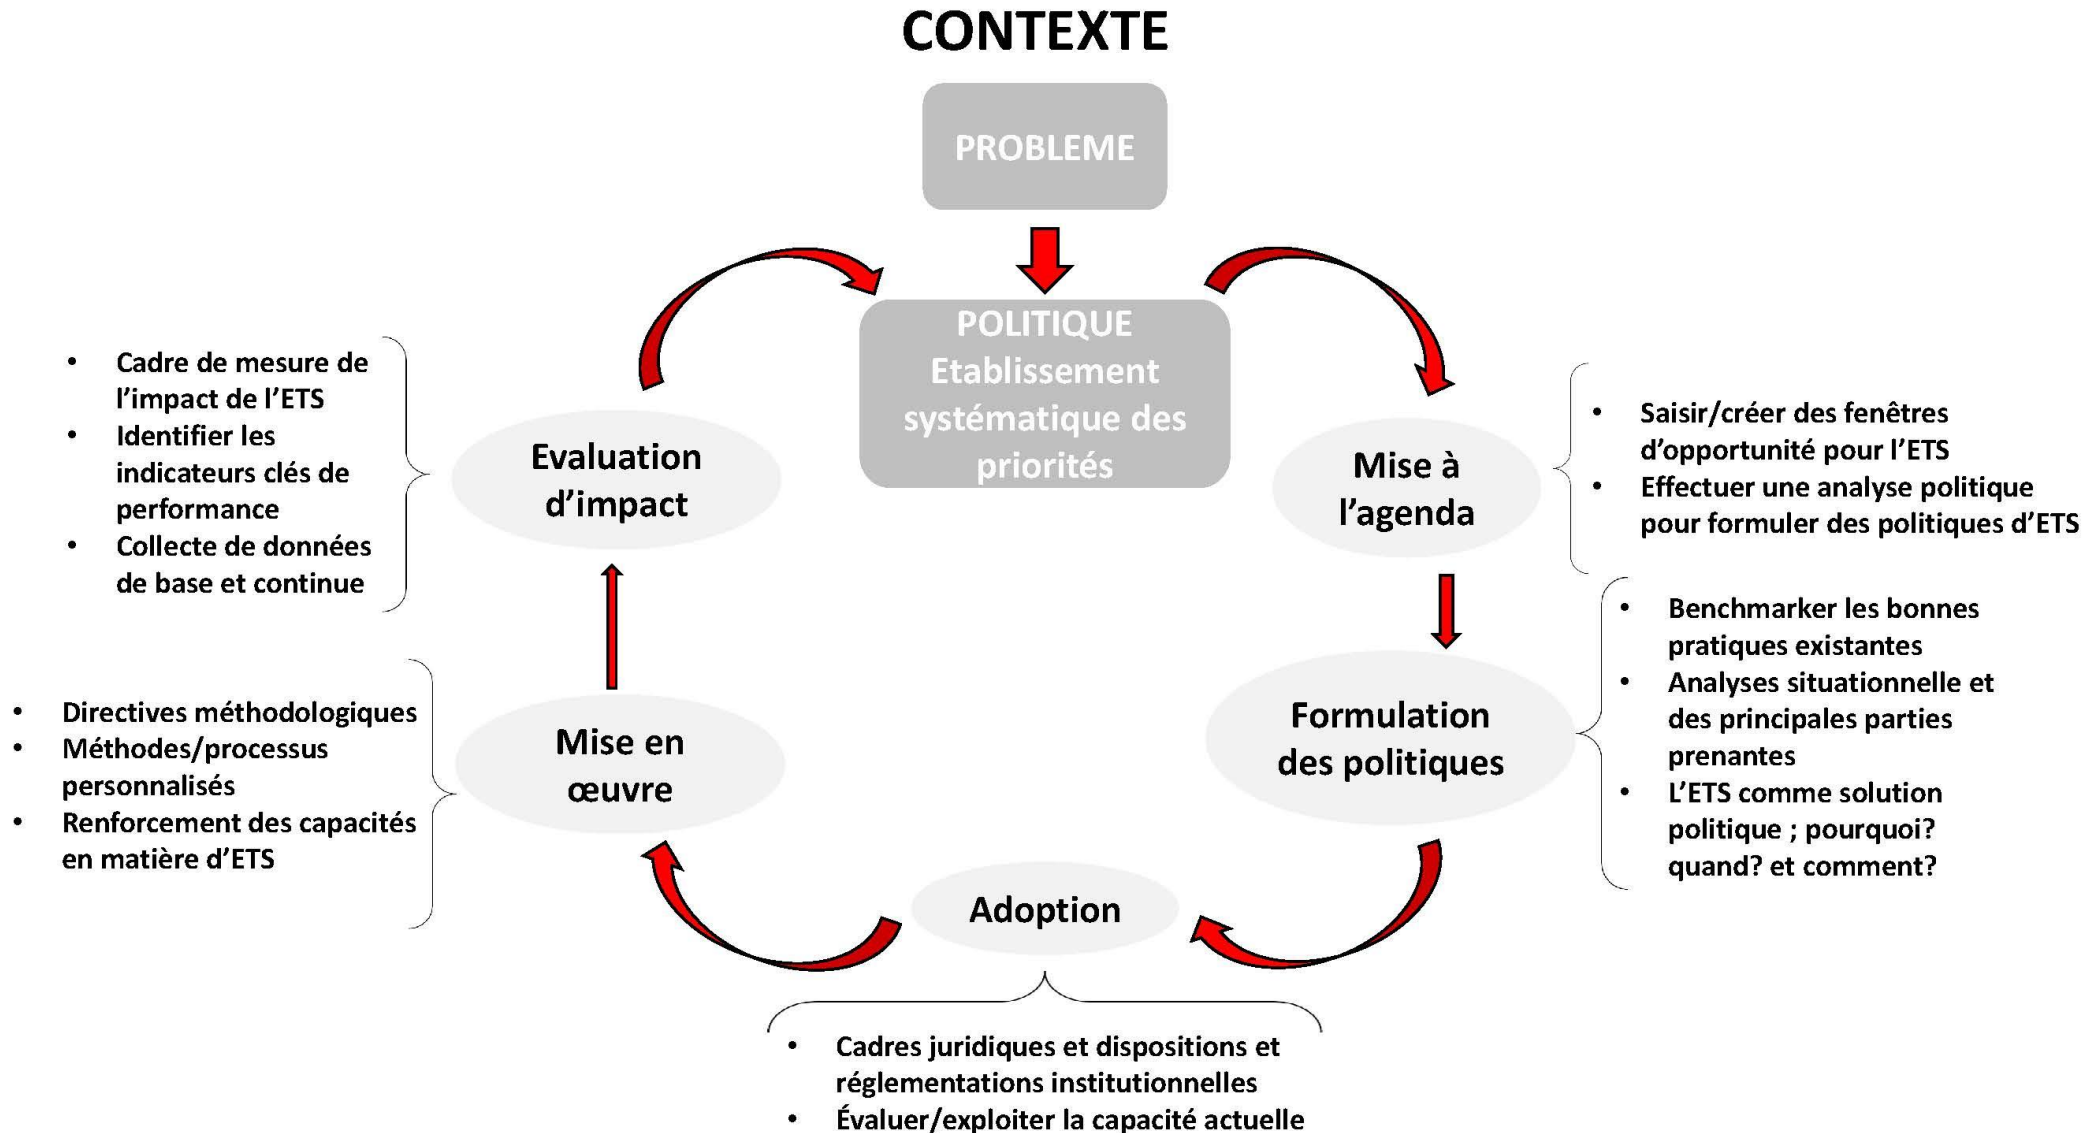 CONTEXTE
PROBLEME
POLITIQUE
Etablissement
systématique des
priorités
Mise à
l’agenda
• Saisir/créer des fenêtres
d’opportunité pour l’ETS
• Effectuer une analyse politique
pour formuler des politiques d’ETS
Formulation
des politiques
• Benchmarker les bonnes
pratiques existantes
• Analyses situationnelle et
des principales parties
prenantes
• L’ETS comme solution
politique ; pourquoi?
quand? et comment?
Adoption
• Cadres juridiques et dispositions et
réglementations institutionnelles
• Évaluer/exploiter la capacité actuelle
Mise en
œuvre
• Directives méthodologiques
• Méthodes/processus
personnalisés
• Renforcement des capacités
en matière d’ETS
Evaluation
d’impact
• Cadre de mesure de
l’impact de l’ETS
• Identifier les
indicateurs clés de
performance
• Collecte de données
de base et continue